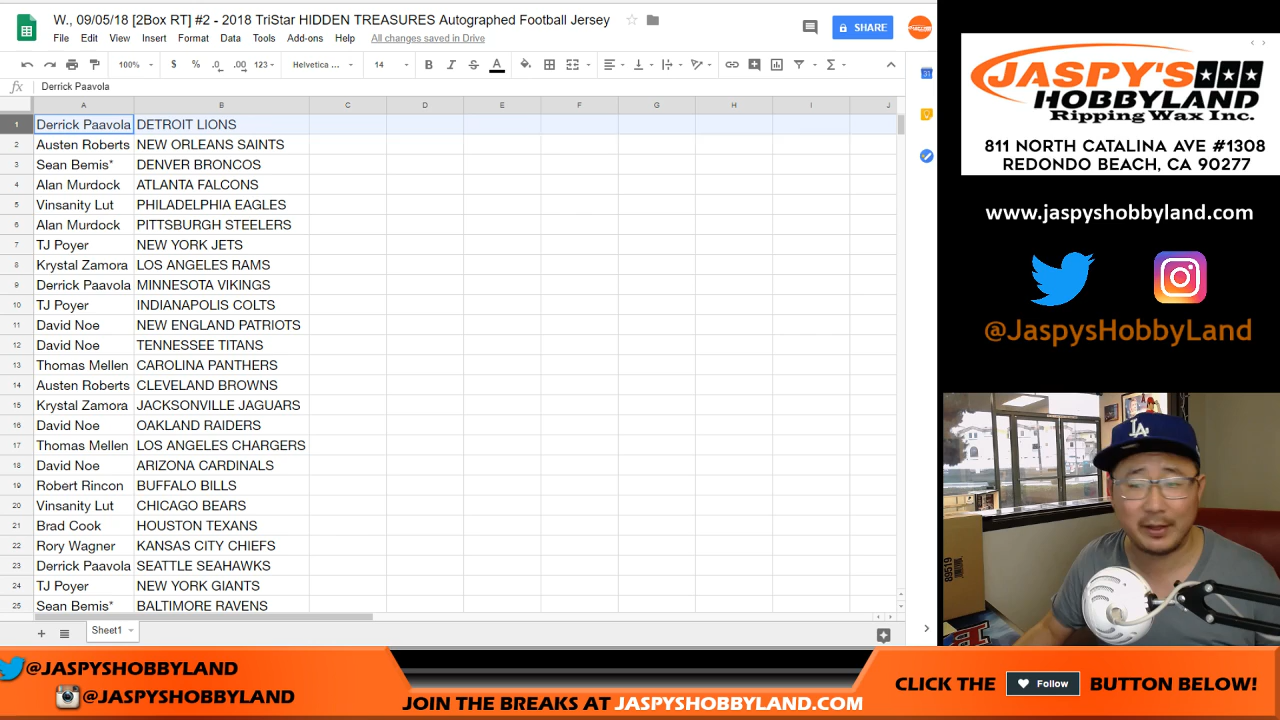 W., 09/05/18 [2Box RT] #2 - 2018 TriStar HIDDEN TREASURES Autographed Football Jersey
File Edit View Insert Format Data Tools Add-ons Help All changes saved in Drive
SHARE
100% $ % .0 .00 123 Helvetica ... 14 B I S A
fx Derrick Paavola
A B C D E F G H I J
1 Derrick Paavola DETROIT LIONS
2 Austen Roberts NEW ORLEANS SAINTS
3 Sean Bemis* DENVER BRONCOS
4 Alan Murdock ATLANTA FALCONS
5 Vinsanity Lut PHILADELPHIA EAGLES
6 Alan Murdock PITTSBURGH STEELERS
7 TJ Poyer NEW YORK JETS
8 Krystal Zamora LOS ANGELES RAMS
9 Derrick Paavola MINNESOTA VIKINGS
10 TJ Poyer INDIANAPOLIS COLTS
11 David Noe NEW ENGLAND PATRIOTS
12 David Noe TENNESSEE TITANS
13 Thomas Mellen CAROLINA PANTHERS
14 Austen Roberts CLEVELAND BROWNS
15 Krystal Zamora JACKSONVILLE JAGUARS
16 David Noe OAKLAND RAIDERS
17 Thomas Mellen LOS ANGELES CHARGERS
18 David Noe ARIZONA CARDINALS
19 Robert Rincon BUFFALO BILLS
20 Vinsanity Lut CHICAGO BEARS
21 Brad Cook HOUSTON TEXANS
22 Rory Wagner KANSAS CITY CHIEFS
23 Derrick Paavola SEATTLE SEAHAWKS
24 TJ Poyer NEW YORK GIANTS
25 Sean Bemis* BALTIMORE RAVENS
Sheet1
JASPY'S
HOBBYLAND
Ripping Wax Inc.
811 NORTH CATALINA AVE #1308
REDONDO BEACH, CA 90277
www.jaspyshobbyland.com
@JaspysHobbyLand
LA
@JASPYSHOBBYLAND
@JASPYSHOBBYLAND
JOIN THE BREAKS AT JASPYSHOBBYLAND.COM
CLICK THE Follow BUTTON BELOW!